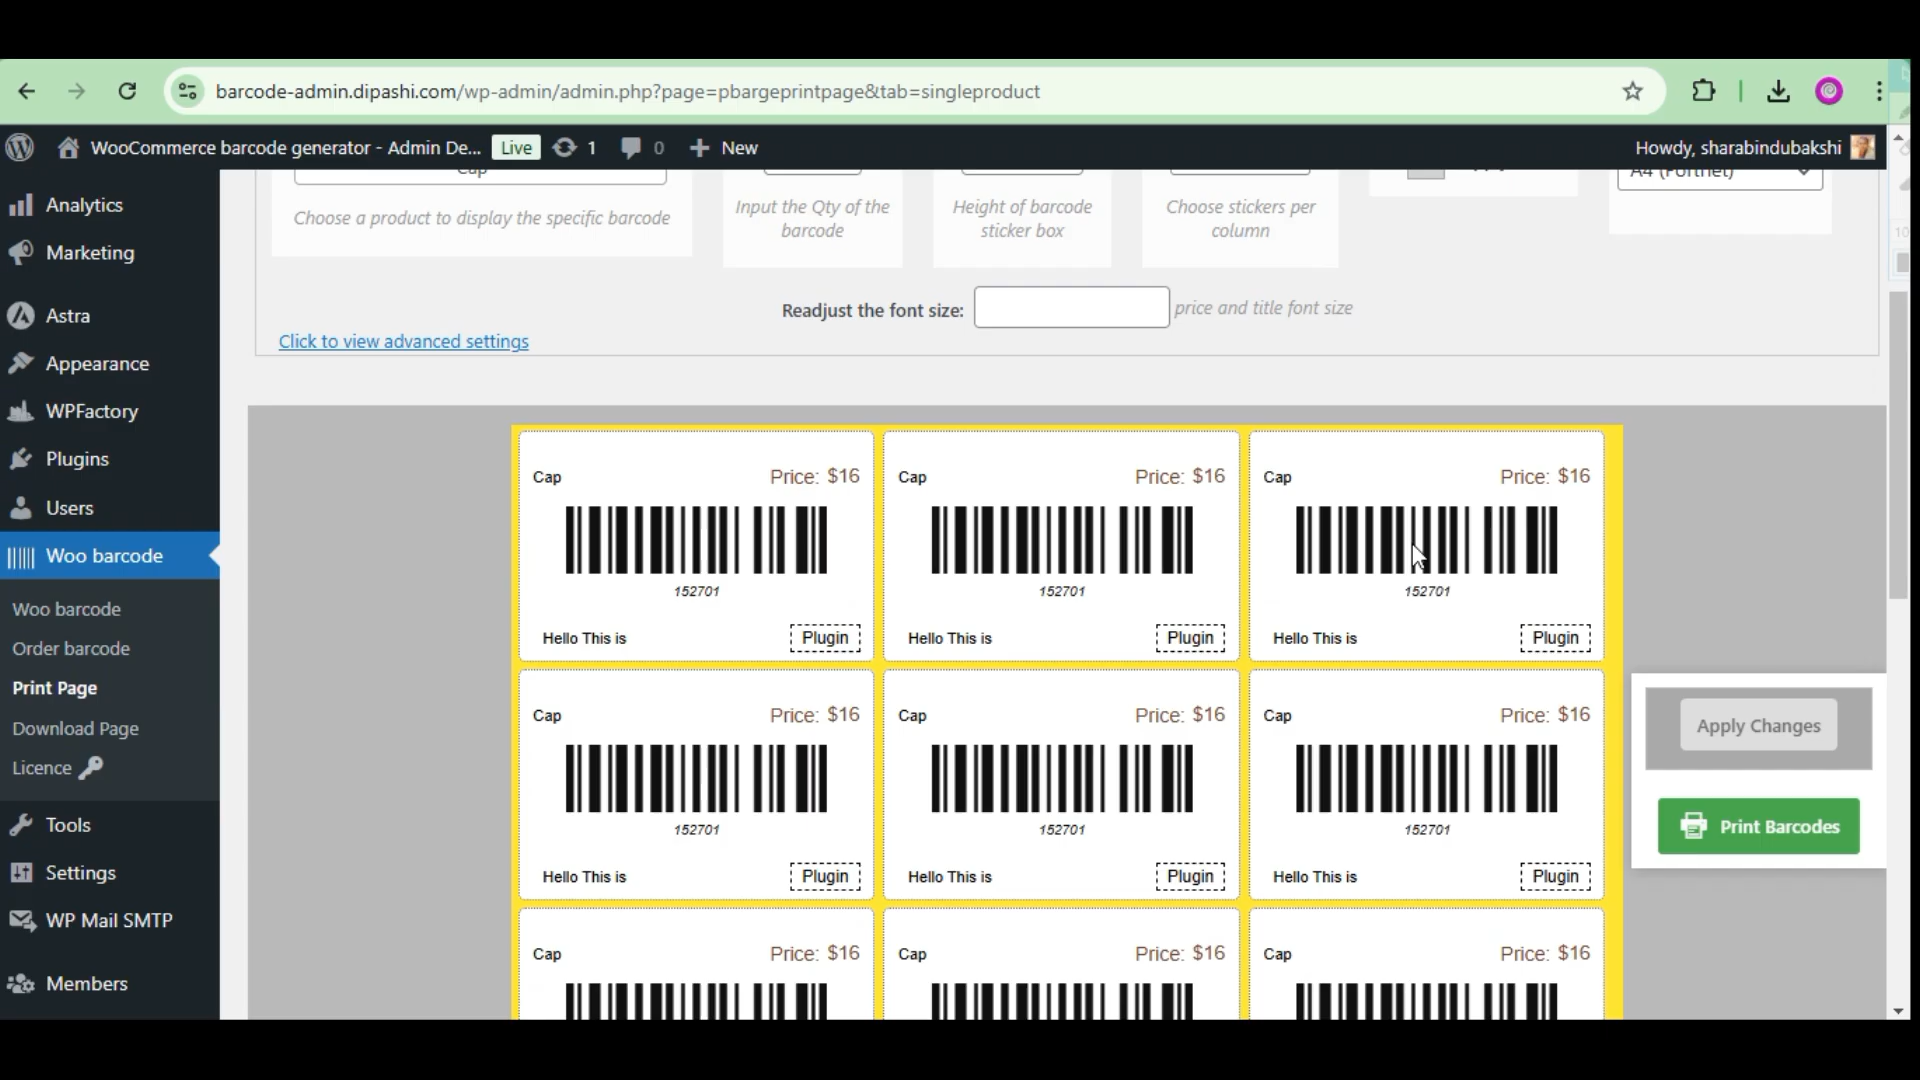 barcode-admin.dipashi.com/wp-admin/admin.php?page=pbargeprintpage&tab=singleproduct
WooCommerce barcode generator - Admin De... Live 1 0 New Howdy, sharabindubakshi
Analytics
Marketing
Astra
Appearance
WPFactory
Plugins
Users
Woo barcode
Woo barcode
Order barcode
Print Page
Download Page
Licence
Tools
Settings
WP Mail SMTP
Members
Cap
A4 (Portret)
Choose a product to display the specific barcode
Input the Qty of the
barcode
Height of barcode
sticker box
Choose stickers per
column
Readjust the font size: price and title font size
Click to view advanced settings
Cap Price: $16 Cap Price: $16 Cap Price: $16
152701 152701 152701
Hello This is Plugin Hello This is Plugin Hello This is Plugin
Cap Price: $16 Cap Price: $16 Cap Price: $16
152701 152701 152701
Hello This is Plugin Hello This is Plugin Hello This is Plugin
Cap Price: $16 Cap Price: $16 Cap Price: $16
Apply Changes
Print Barcodes